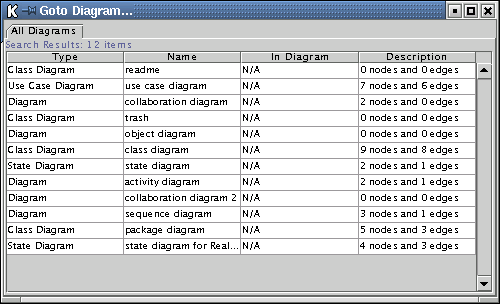 K Goto Diagram...
All Diagrams
Search Results: 12 items
Type Name In Diagram Description
Class Diagram readme N/A 0 nodes and 0 edges
Use Case Diagram use case diagram N/A 7 nodes and 6 edges
Diagram collaboration diagram N/A 2 nodes and 0 edges
Class Diagram trash N/A 0 nodes and 0 edges
Diagram object diagram N/A 0 nodes and 0 edges
Class Diagram class diagram N/A 9 nodes and 8 edges
State Diagram state diagram N/A 2 nodes and 1 edges
Diagram activity diagram N/A 2 nodes and 1 edges
Diagram collaboration diagram 2 N/A 0 nodes and 0 edges
Diagram sequence diagram N/A 3 nodes and 1 edges
Class Diagram package diagram N/A 5 nodes and 3 edges
State Diagram state diagram for Real... N/A 4 nodes and 3 edges